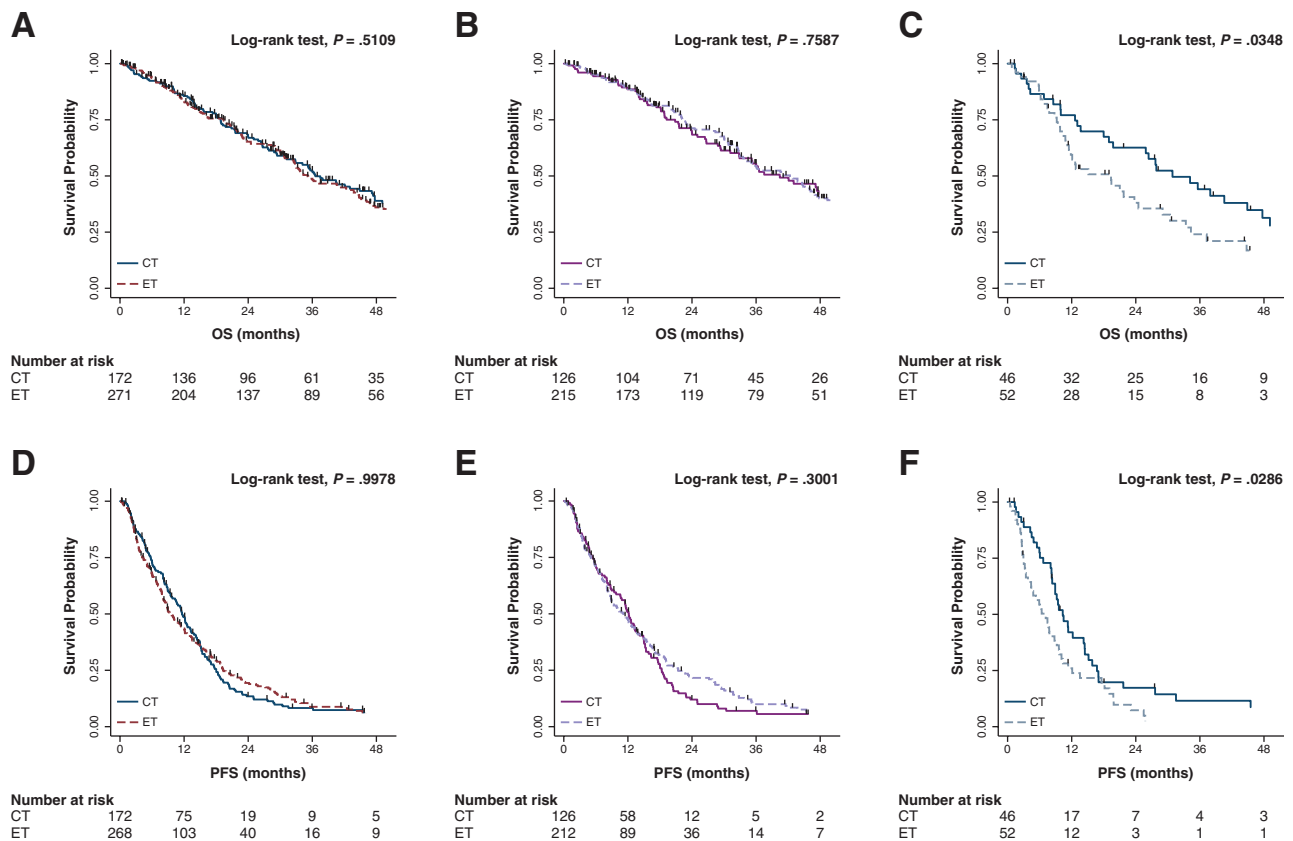 A
Log-rank test, P = .5109
Survival Probability
1.00
0.75
0.50
0.25
0.00
CT
ET
0 12 24 36 48
OS (months)
Number at risk
CT 172 136 96 61 35
ET 271 204 137 89 56
B
Log-rank test, P = .7587
Survival Probability
1.00
0.75
0.50
0.25
0.00
CT
ET
0 12 24 36 48
OS (months)
Number at risk
CT 126 104 71 45 26
ET 215 173 119 79 51
C
Log-rank test, P = .0348
Survival Probability
1.00
0.75
0.50
0.25
0.00
CT
ET
0 12 24 36 48
OS (months)
Number at risk
CT 46 32 25 16 9
ET 52 28 15 8 3
D
Log-rank test, P = .9978
Survival Probability
1.00
0.75
0.50
0.25
0.00
CT
ET
0 12 24 36 48
PFS (months)
Number at risk
CT 172 75 19 9 5
ET 268 103 40 16 9
E
Log-rank test, P = .3001
Survival Probability
1.00
0.75
0.50
0.25
0.00
CT
ET
0 12 24 36 48
PFS (months)
Number at risk
CT 126 58 12 5 2
ET 212 89 36 14 7
F
Log-rank test, P = .0286
Survival Probability
1.00
0.75
0.50
0.25
0.00
CT
ET
0 12 24 36 48
PFS (months)
Number at risk
CT 46 17 7 4 3
ET 52 12 3 1 1